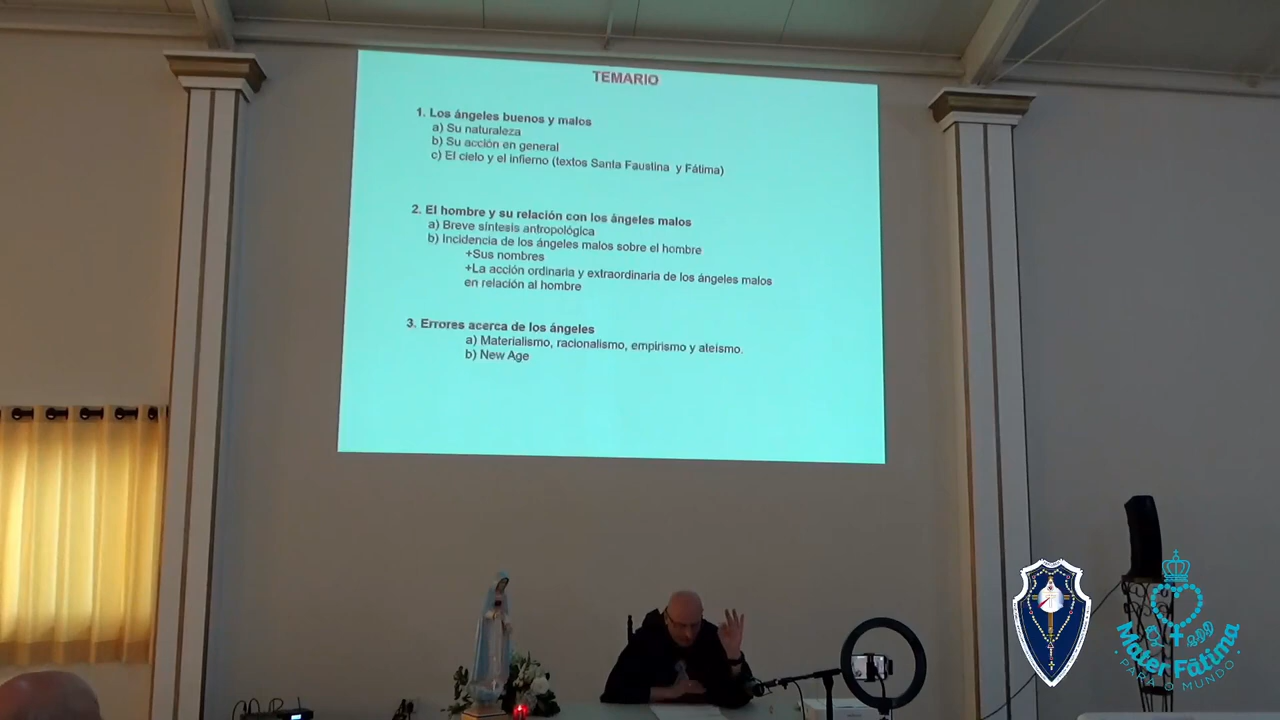 TEMARIO
1. Los ángeles buenos y malos
a) Su naturaleza
b) Su acción en general
c) El cielo y el infierno (textos Santa Faustina y Fátima)
2. El hombre y su relación con los ángeles malos
a) Breve síntesis antropológica
b) Incidencia de los ángeles malos sobre el hombre
+Sus nombres
+La acción ordinaria y extraordinaria de los ángeles malos
en relación al hombre
3. Errores acerca de los ángeles
a) Materialismo, racionalismo, empirismo y ateismo.
b) New Age
Mater Fátima
PARA O MUNDO